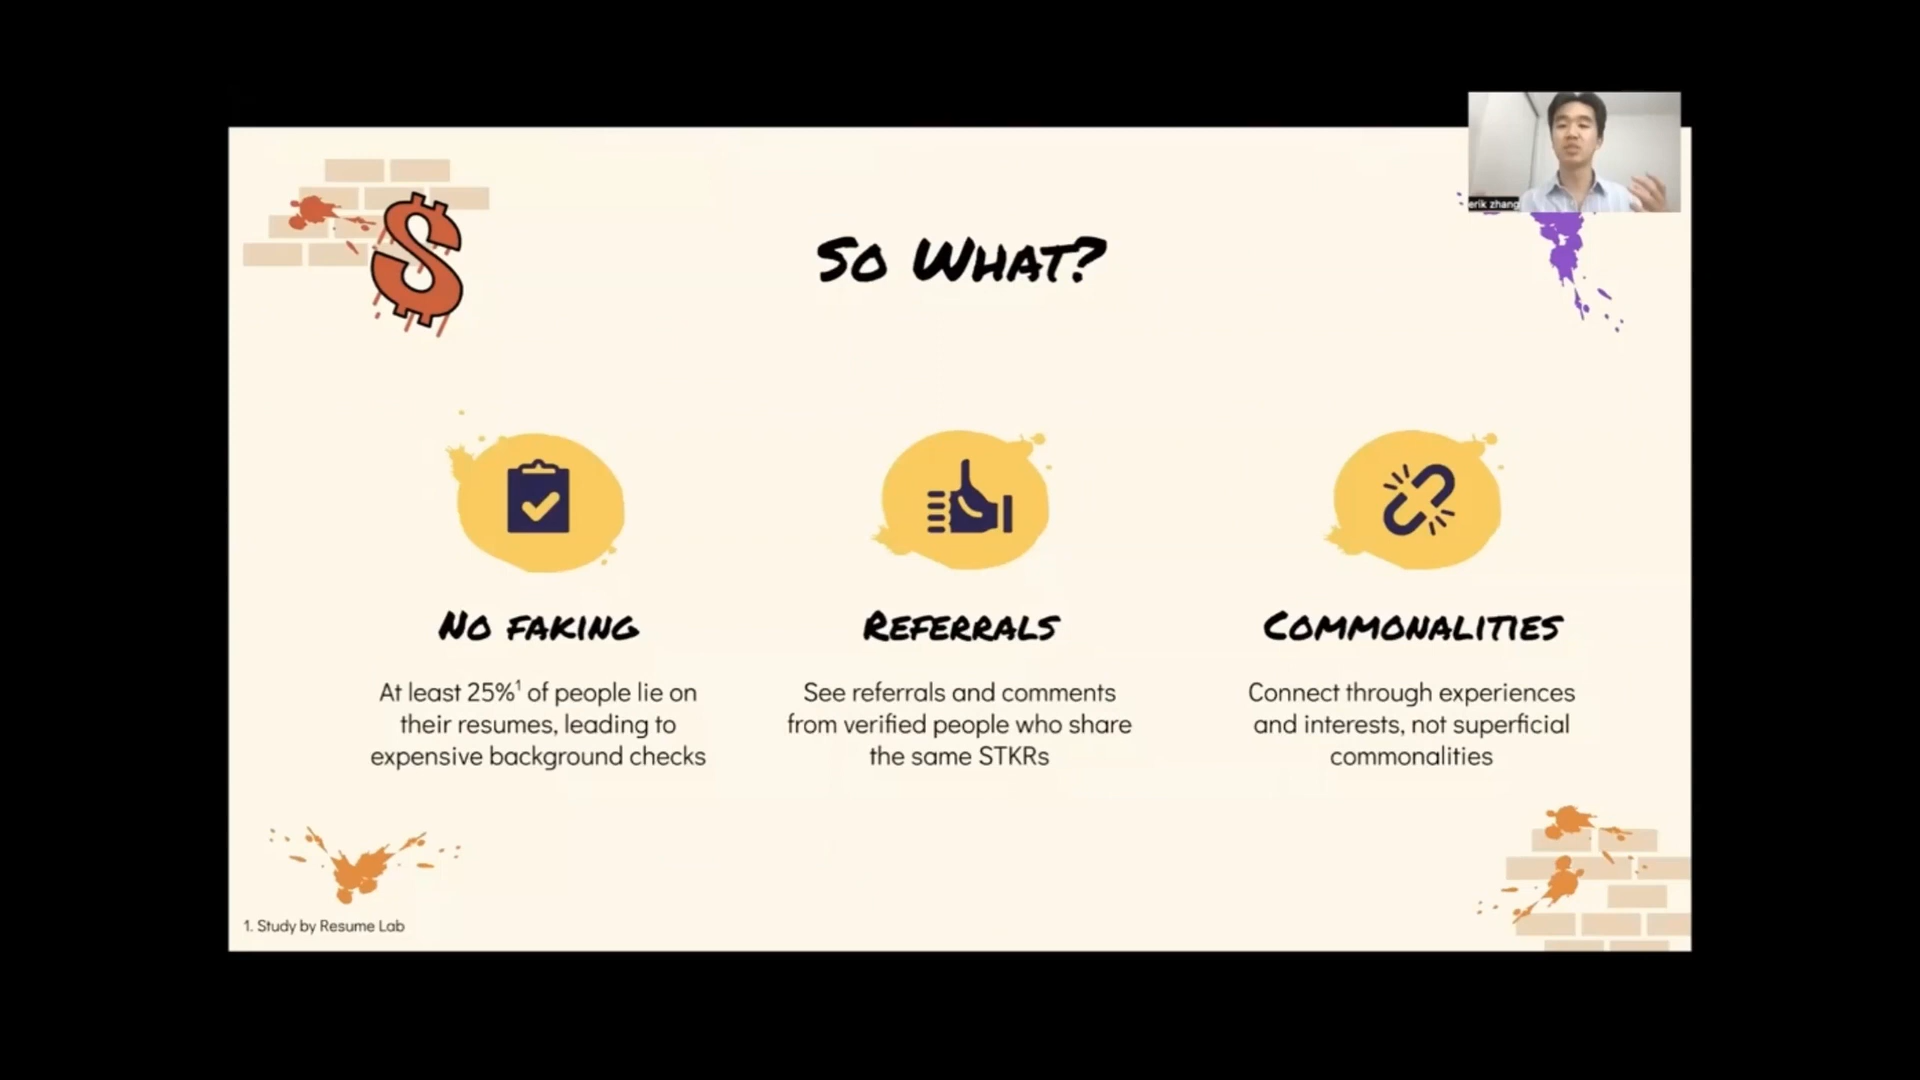 erik zhang
So What?
No faking
At least 25%¹ of people lie on
their resumes, leading to
expensive background checks
Referrals
See referrals and comments
from verified people who share
the same STKRs
Commonalities
Connect through experiences
and interests, not superficial
commonalities
1. Study by Resume Lab